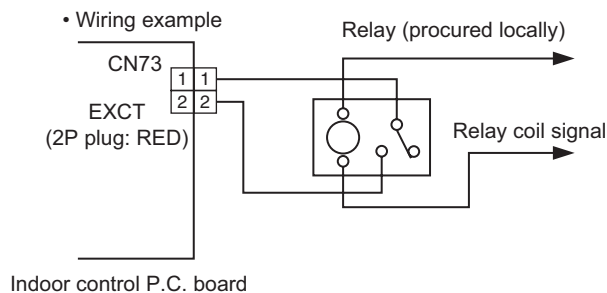 • Wiring example
Relay (procured locally)
CN73
1 1
EXCT
2 2
(2P plug: RED)
Relay coil signal
Indoor control P.C. board